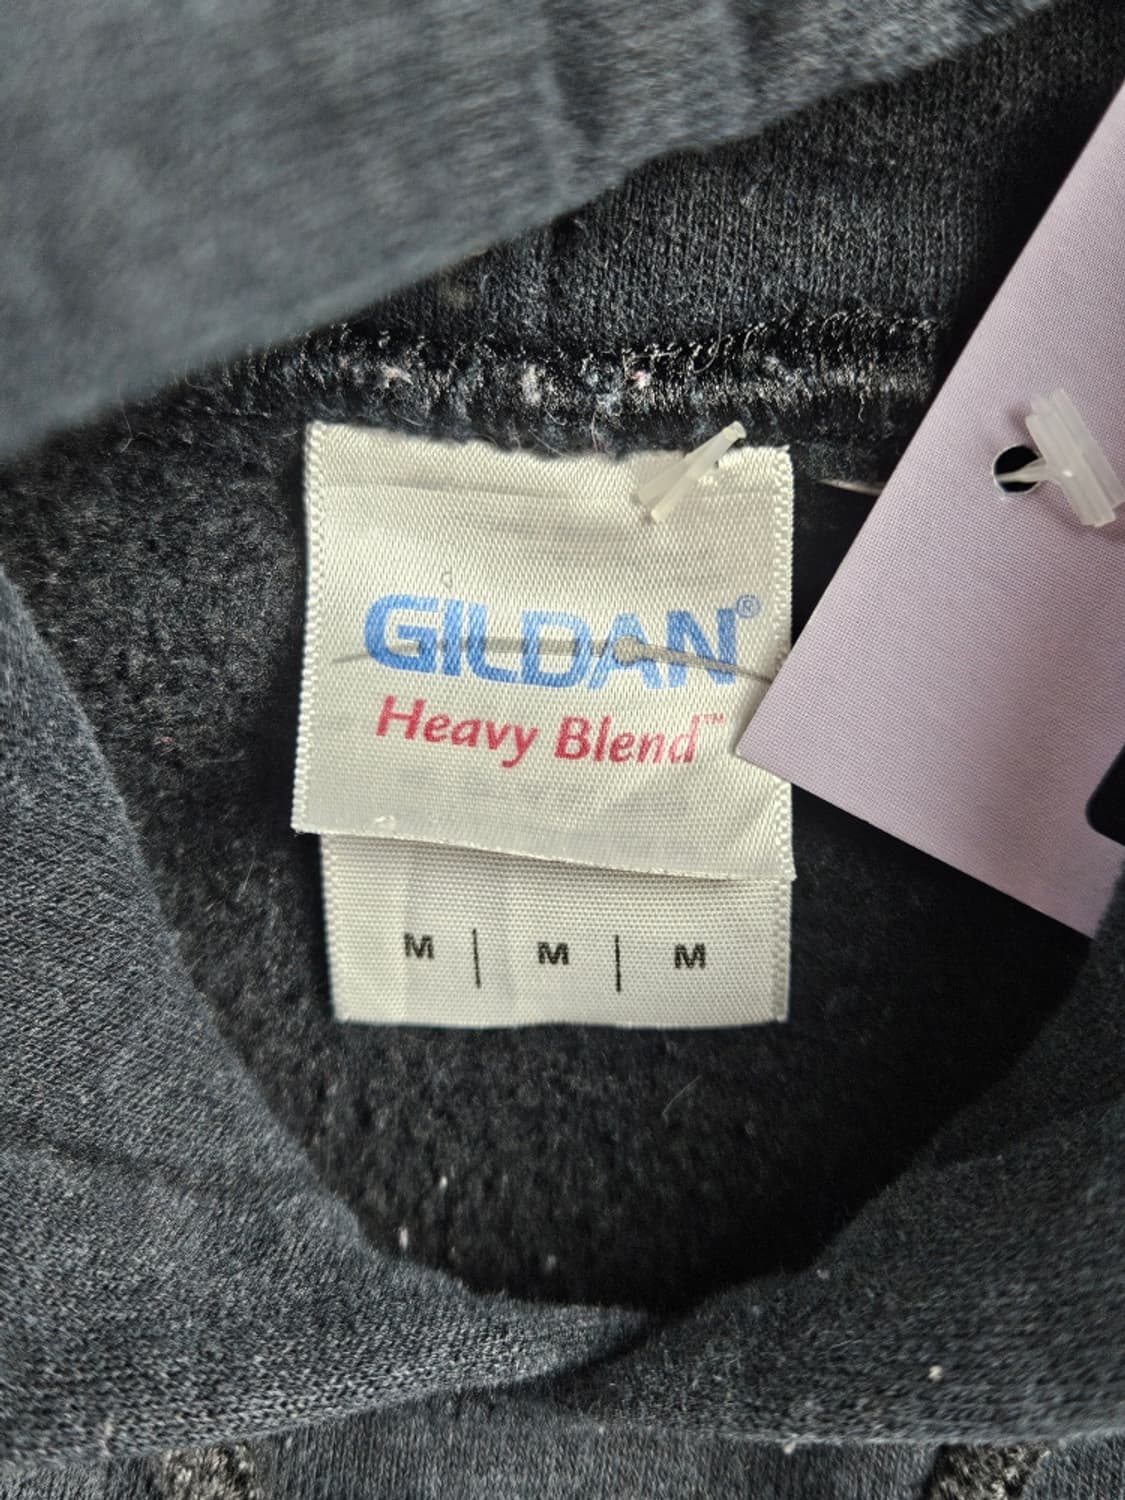 GILDAN®
Heavy Blend™
M | M | M